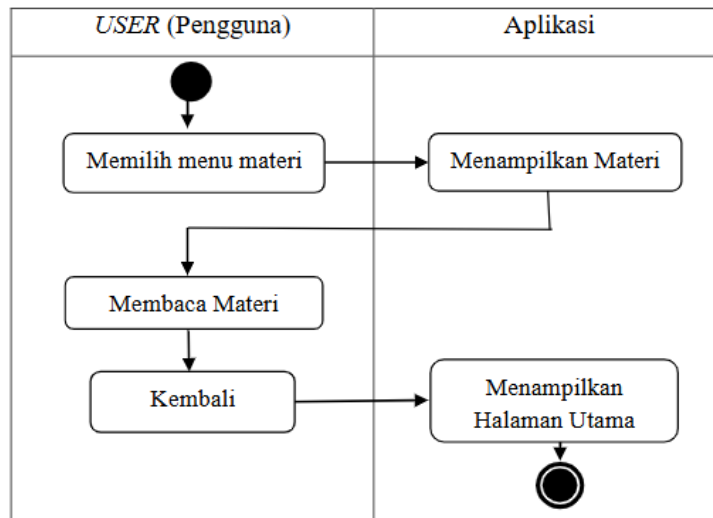 USER (Pengguna)
Aplikasi
Memilih menu materi
Menampilkan Materi
Membaca Materi
Kembali
Menampilkan
Halaman Utama